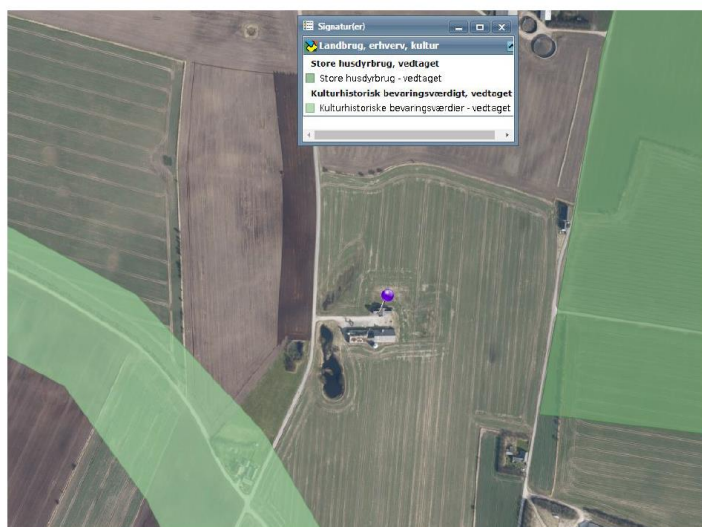 Signatur(er)
Landbrug, erhverv, kultur
Store husdyrbrug, vedtaget
Store husdyrbrug - vedtaget
Kulturhistorisk bevaringsværdigt, vedtaget
Kulturhistoriske bevaringsværdier - vedtaget